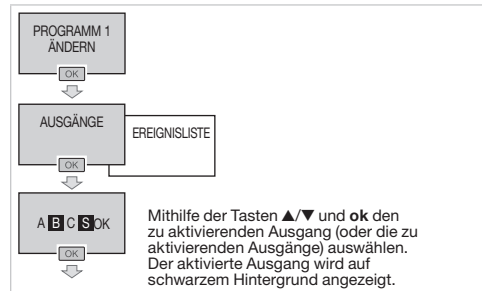 PROGRAMM 1
ÄNDERN
OK
AUSGÄNGE
EREIGNISLISTE
OK
A B C S OK
OK
Mithilfe der Tasten ▲/▼ und ok den
zu aktivierenden Ausgang (oder die zu
aktivierenden Ausgänge) auswählen.
Der aktivierte Ausgang wird auf
schwarzem Hintergrund angezeigt.